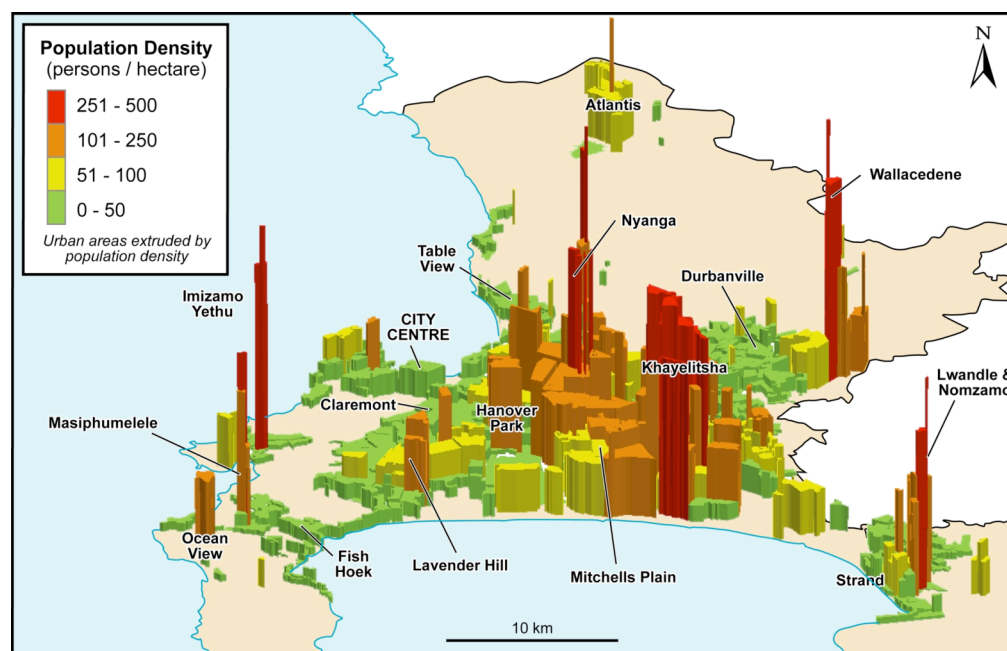 Population Density
(persons / hectare)
251 - 500
101 - 250
51 - 100
0 - 50
Urban areas extruded by
population density
N
Atlantis
Wallacedene
Nyanga
Table
View
Durbanville
Imizamo
Yethu
CITY
CENTRE
Khayelitsha
Lwandle &
Nomzamo
Claremont
Hanover
Park
Masiphumelele
Ocean
View
Fish
Hoek
Lavender Hill
Mitchells Plain
Strand
10 km